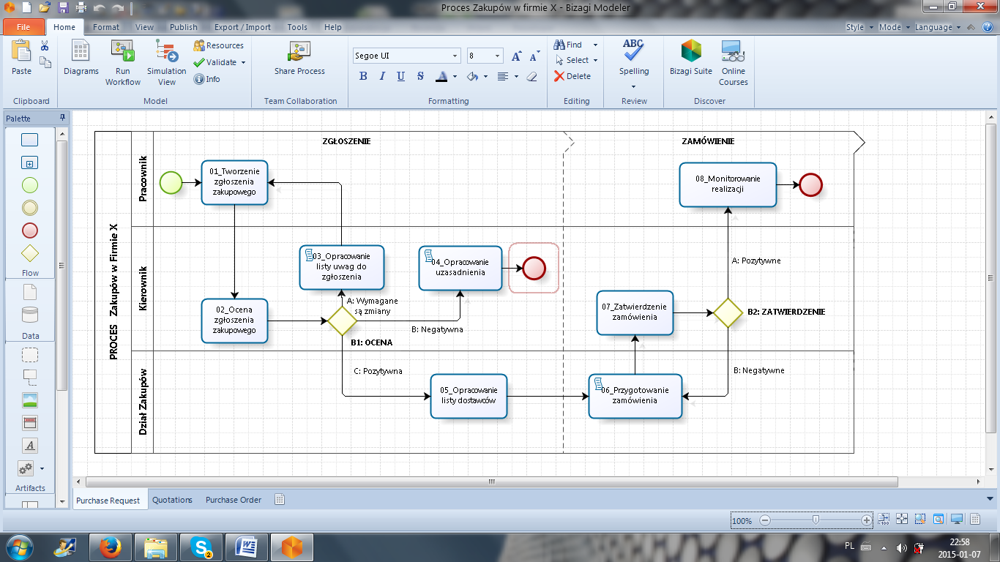 Proces Zakupów w firmie X - Bizagi Modeler
File Home Format View Publish Export / Import Tools Help Style Mode Language
Paste
Clipboard
Diagrams
Run
Workflow
Simulation
View
Resources
Validate
Info
Model
Share Process
Team Collaboration
Segoe UI 8
B I U S A
Formatting
Find
Select
Delete
Editing
ABC
Spelling
Review
Bizagi Suite
Online
Courses
Discover
Palette
Flow
Data
A
Artifacts
PROCES Zakupów w Firmie X
Pracownik
Kierownik
Dział Zakupów
ZGŁOSZENIE
ZAMÓWIENIE
01_Tworzenie
zgłoszenia
zakupowego
08_Monitorowanie
realizacji
03_Opracowanie
listy uwag do
zgłoszenia
04_Opracowanie
uzasadnienia
A: Pozytywne
02_Ocena
zgłoszenia
zakupowego
A: Wymagane
są zmiany
B: Negatywna
B1: OCENA
07_Zatwierdzenie
zamówienia
B2: ZATWIERDZENIE
C: Pozytywna
B: Negatywne
05_Opracowanie
listy dostawców
06_Przygotowanie
zamówienia
Purchase Request Quotations Purchase Order
100%
S 2
W
PL
22:58
2015-01-07